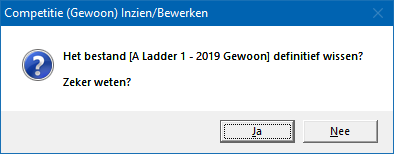 Competitie (Gewoon) Inzien/Bewerken
Het bestand [A Ladder 1 - 2019 Gewoon] definitief wissen?
Zeker weten?
Ja
Nee